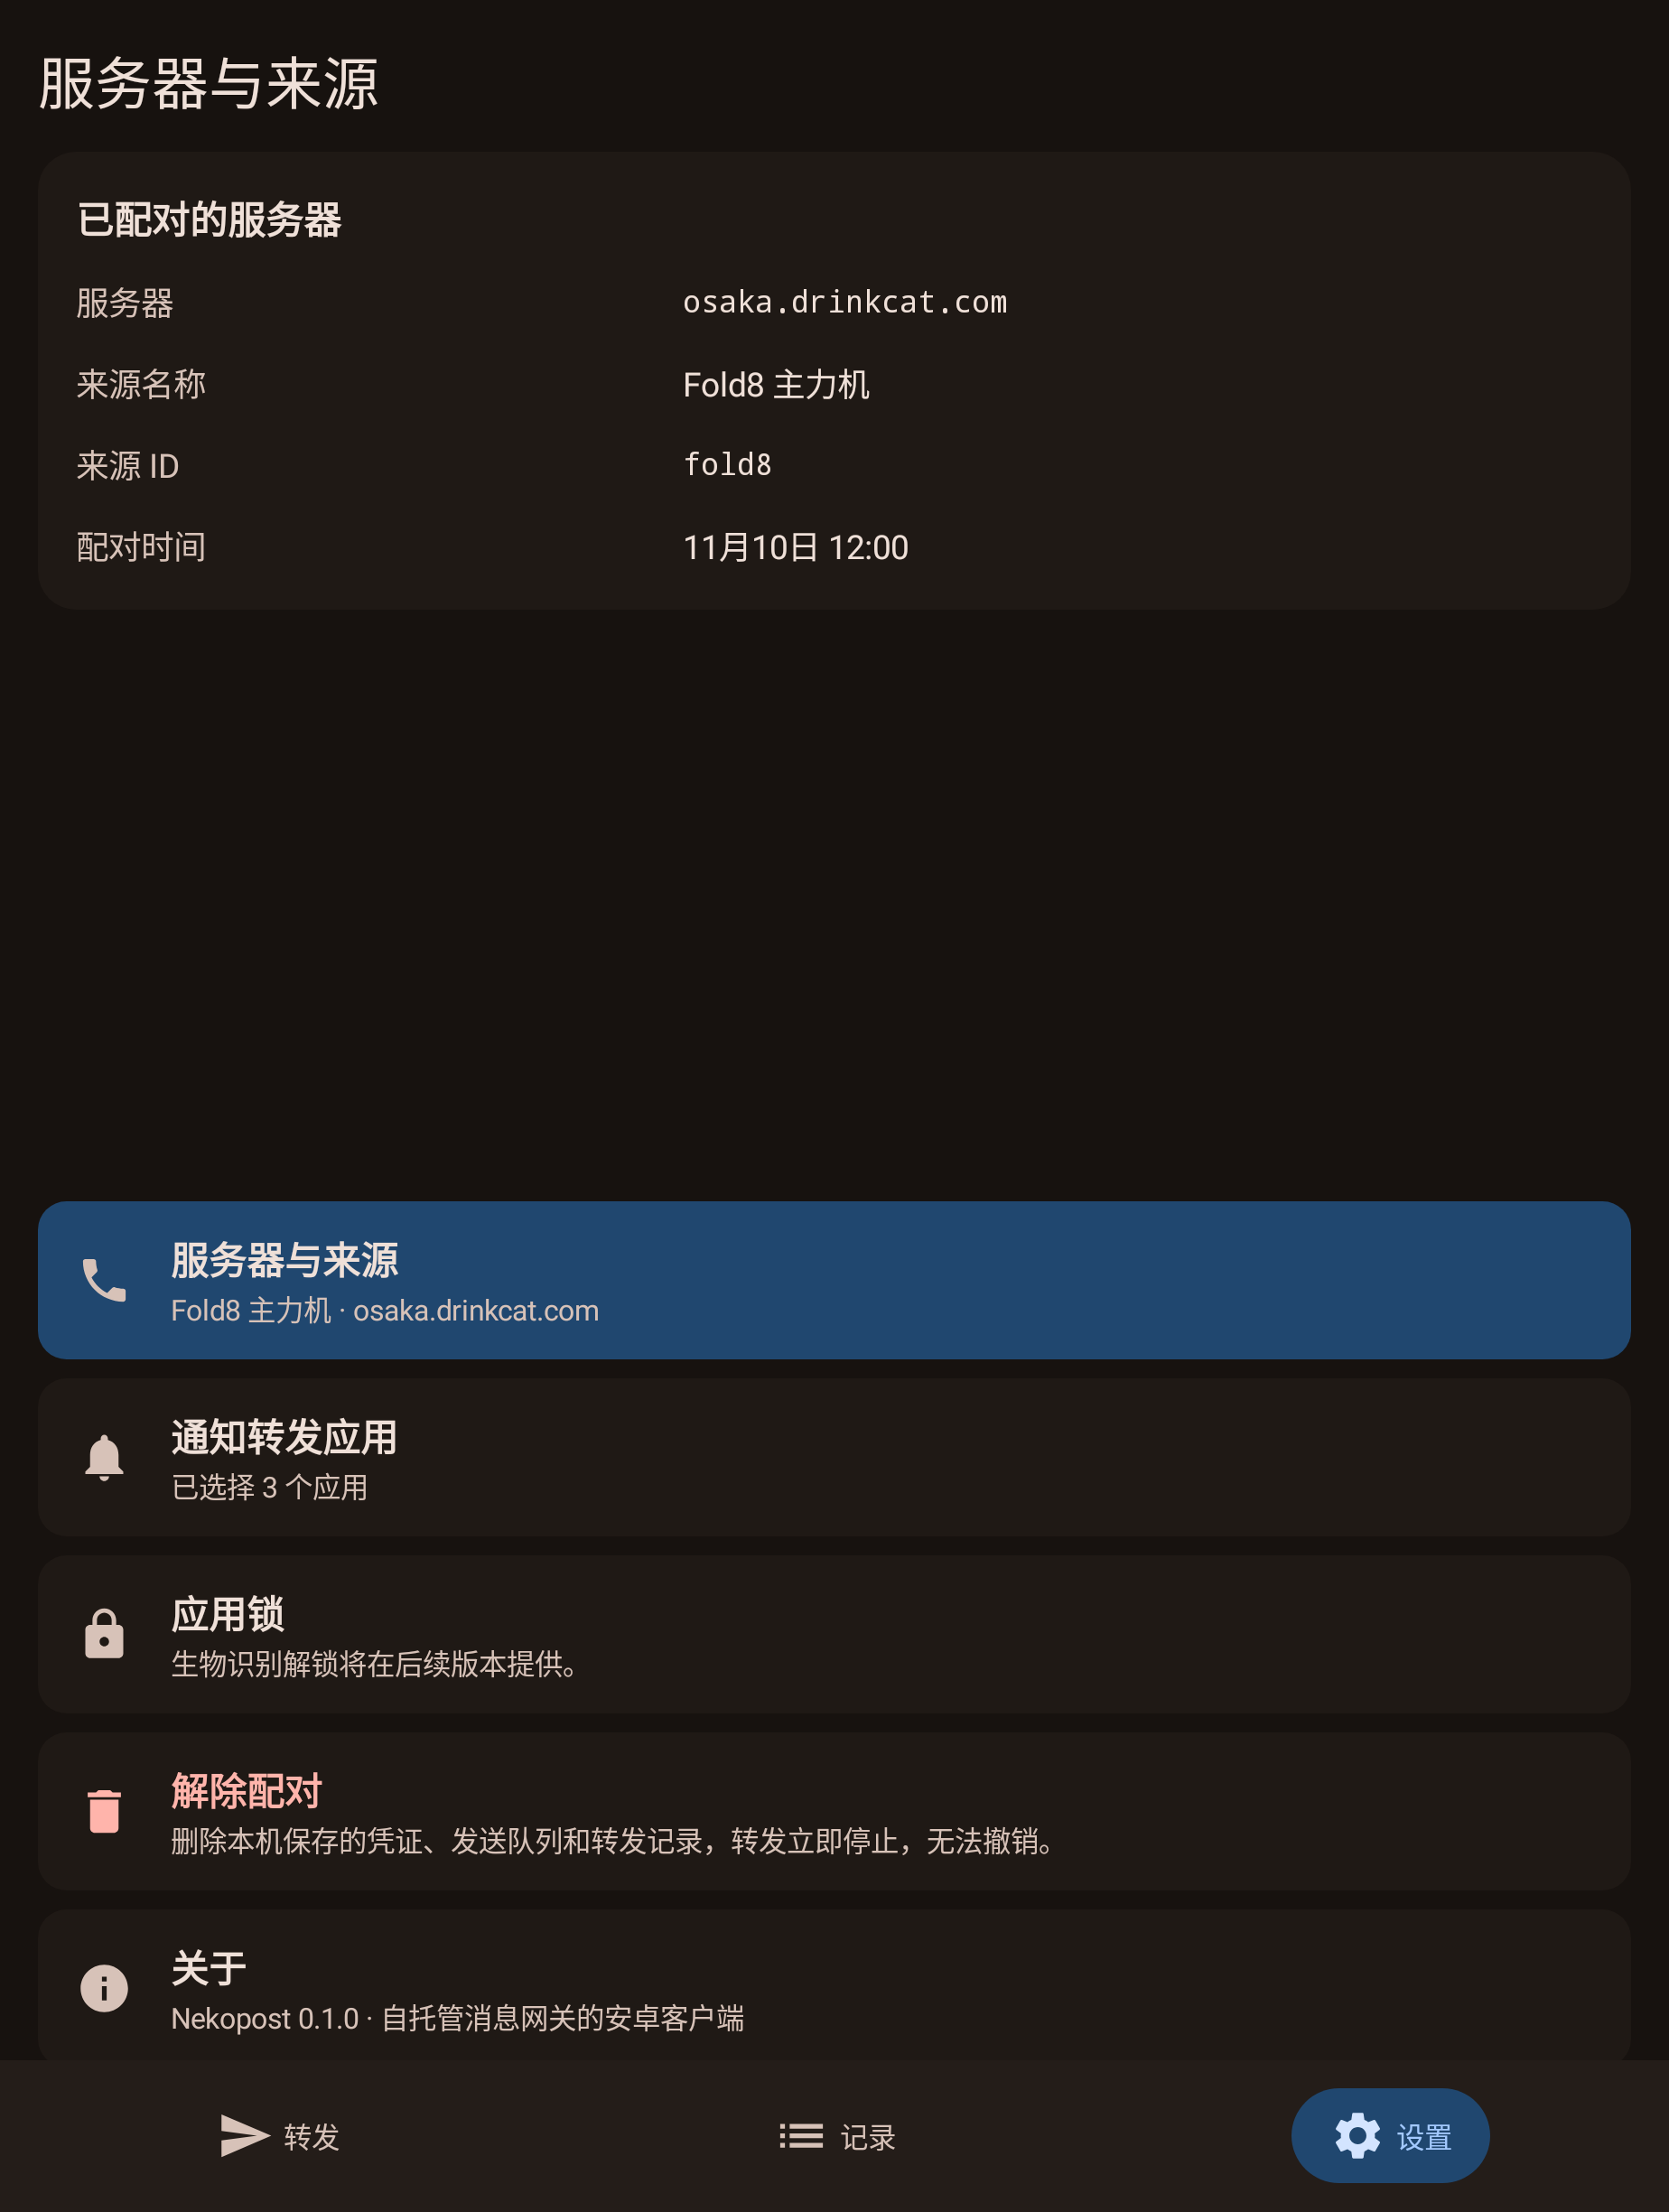 服务器与来源
已配对的服务器
服务器 osaka.drinkcat.com
来源名称 Fold8 主力机
来源 ID fold8
配对时间 11月10日 12:00
服务器与来源
Fold8 主力机 · osaka.drinkcat.com
通知转发应用
已选择 3 个应用
应用锁
生物识别解锁将在后续版本提供。
解除配对
删除本机保存的凭证、发送队列和转发记录，转发立即停止，无法撤销。
关于
Nekopost 0.1.0 · 自托管消息网关的安卓客户端
转发 记录 设置